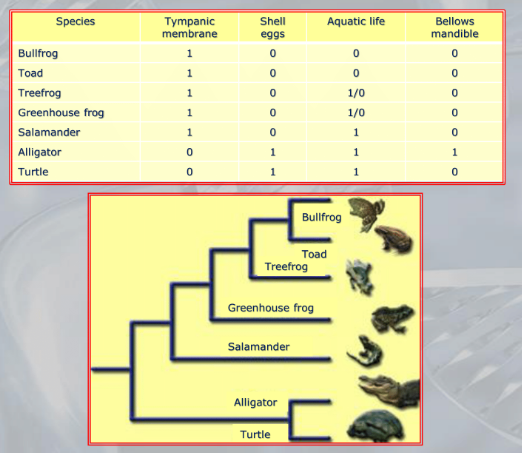 Species Tympanic membrane Shell eggs Aquatic life Bellows mandible
Bullfrog 1 0 0 0
Toad 1 0 0 0
Treefrog 1 0 1/0 0
Greenhouse frog 1 0 1/0 0
Salamander 1 0 1 0
Alligator 0 1 1 1
Turtle 0 1 1 0
Bullfrog
Toad
Treefrog
Greenhouse frog
Salamander
Alligator
Turtle